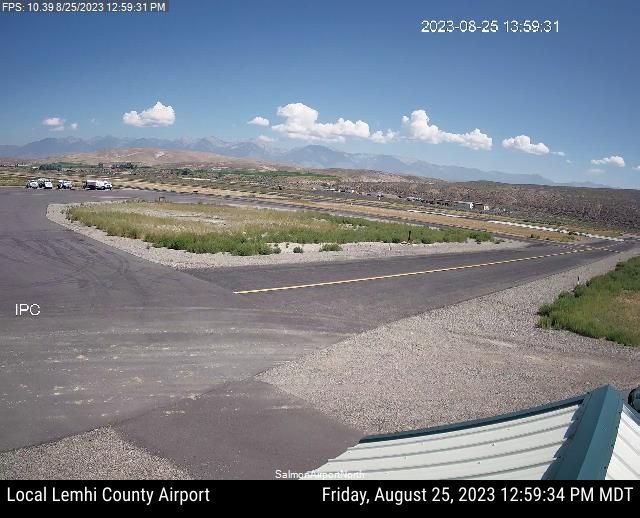 FPS: 10.39 8/25/2023 12:59:31 PM MDT
2023-08-25 13:59:31
IPC
SalmonAirportNorth
Local Lemhi County Airport Friday, August 25, 2023 12:59:34 PM MDT